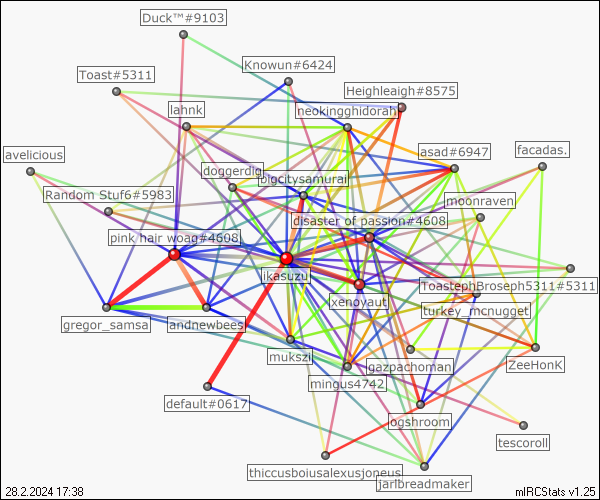 Duck™#9103
Knowun#6424
Toast#5311
Heighleaigh#8575
neokingghidorah
lahnk
asad#6947
facadas.
avelicious
doggerdig
bigcitysamurai
Random Stuf6#5983
moonraven
disaster of passion#4608
pink hair woag#4608
ikasuzu
ToastephBroseph5311#5311
xenoyaut
turkey_mcnugget
gregor_samsa
landnewbees
mukszi
gazpachoman
ZeeHonK
mingus4742
default#0617
ogshroom
tescoroll
thiccusboiusalexusjoneus
jarlbreadmaker
28.2.2024 17:38
mIRCStats v1.25